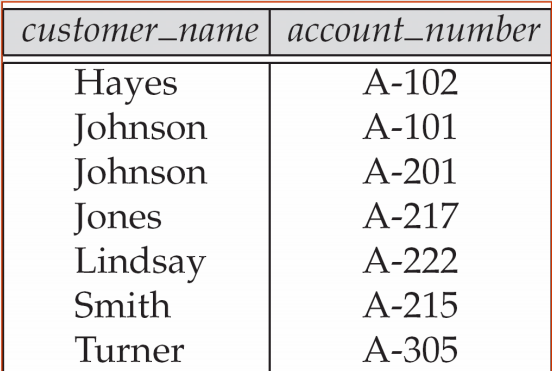 customer_name account_number
Hayes A-102
Johnson A-101
Johnson A-201
Jones A-217
Lindsay A-222
Smith A-215
Turner A-305